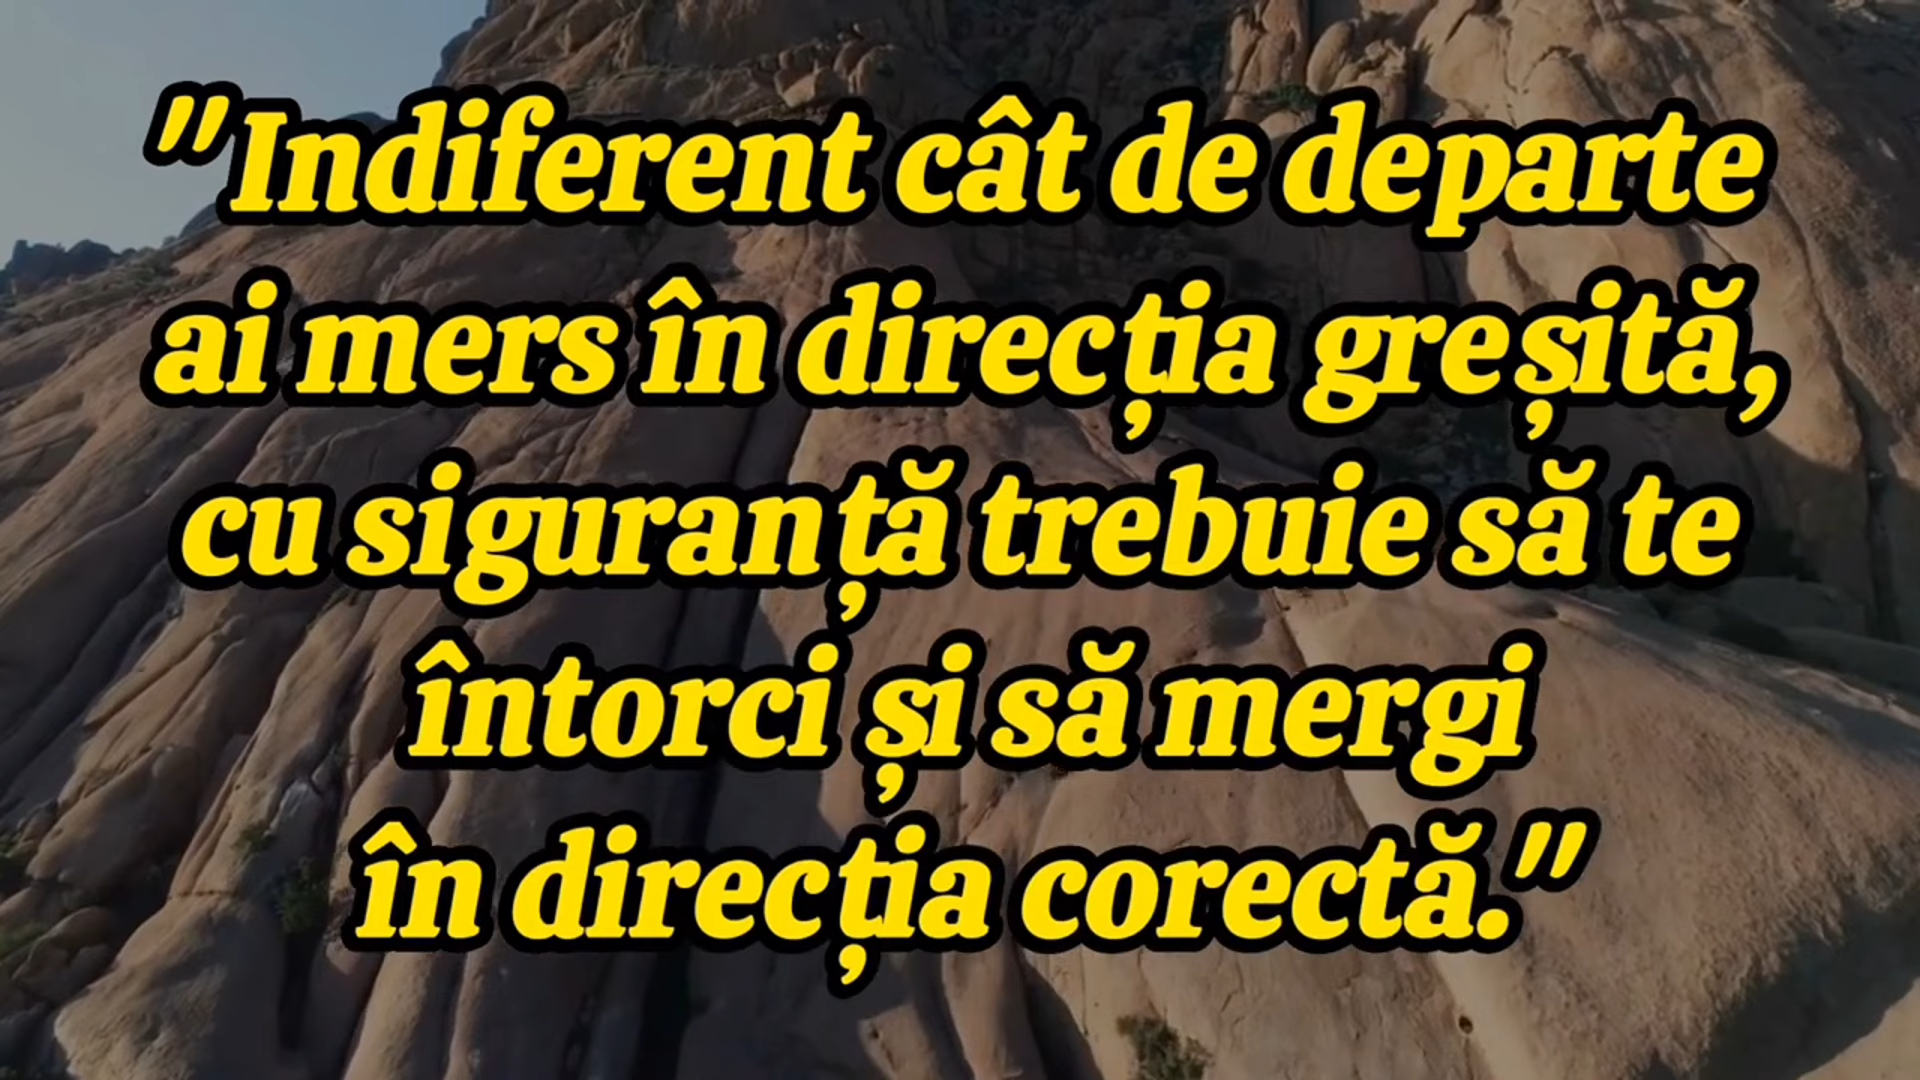 "Indiferent cât de departe
ai mers în direcția greșită,
cu siguranță trebuie să te
întorci și să mergi
în direcția corectă."